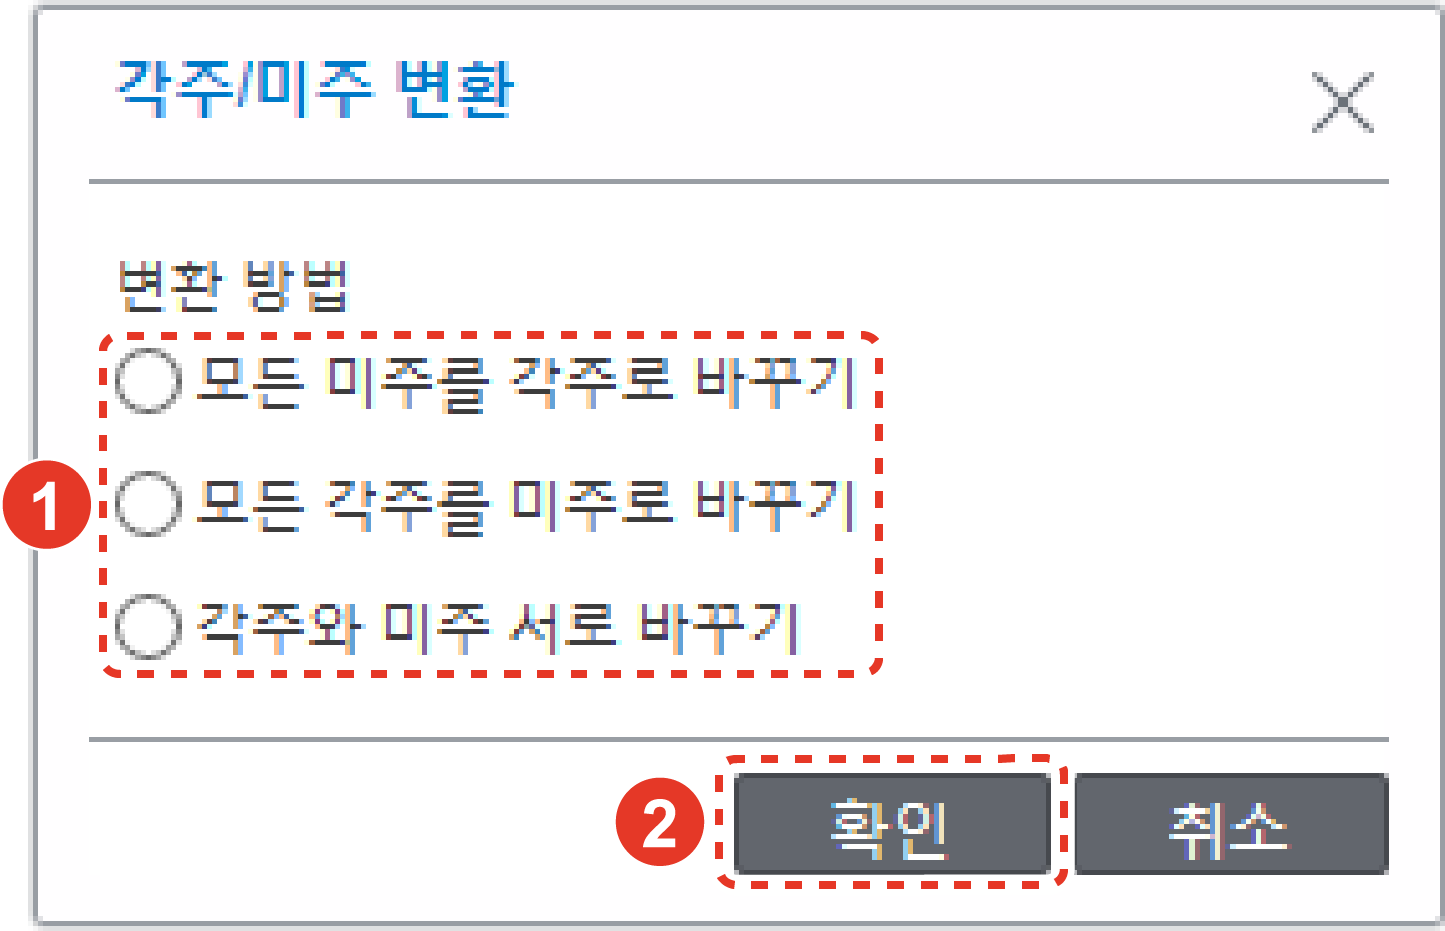 각주/미주 변환
변환 방법
모든 미주를 각주로 바꾸기
1 모든 각주를 미주로 바꾸기
각주와 미주 서로 바꾸기
2 확인 취소